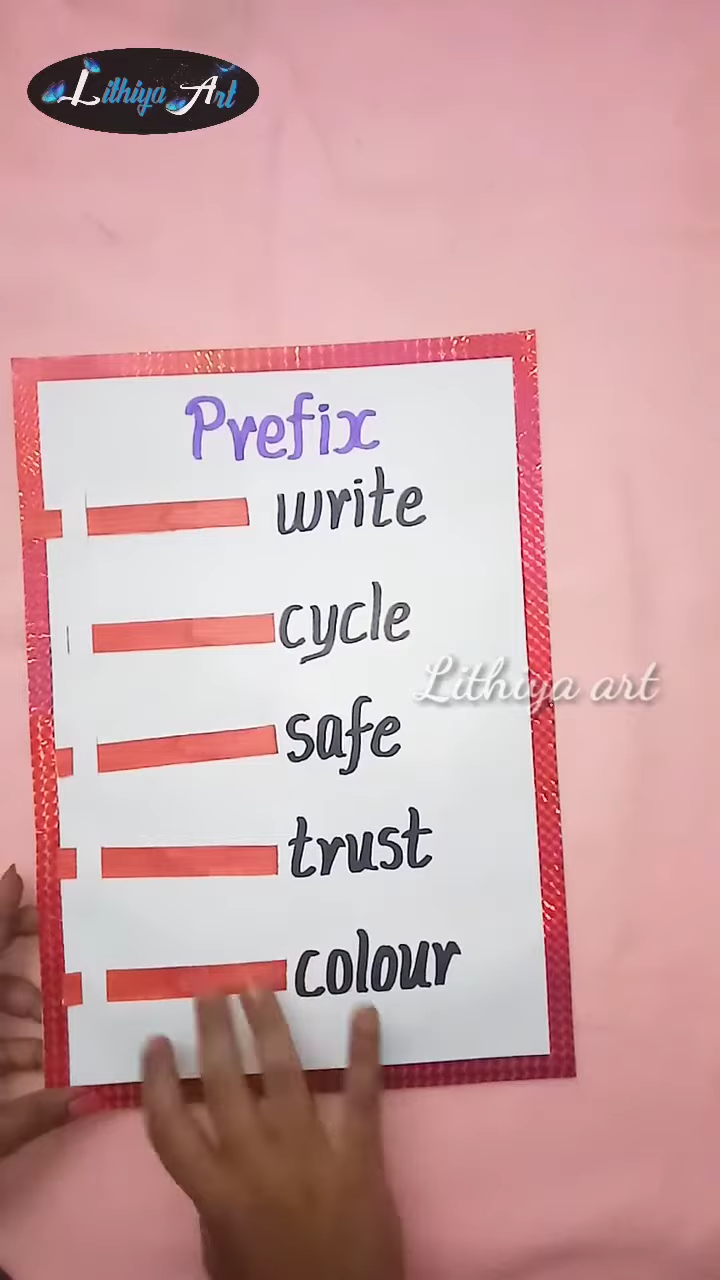 Lithiya Art
Prefix
write
cycle
Lithiya art
safe
trust
colour